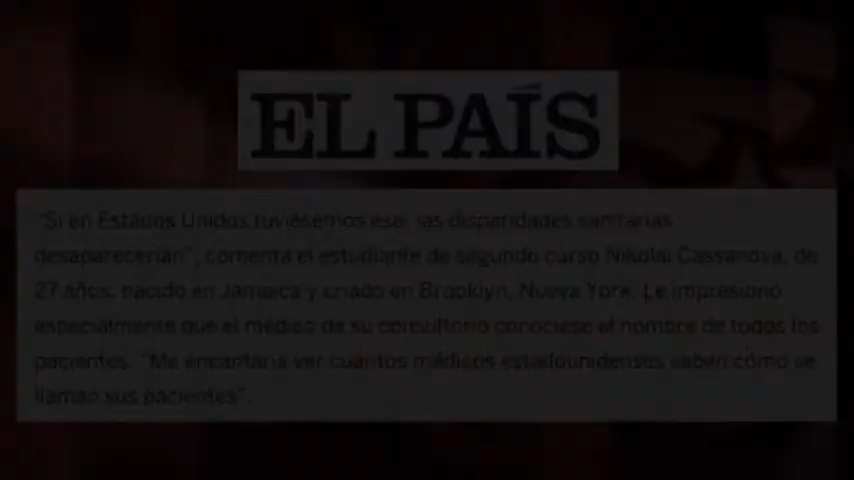 EL PAÍS
"Si en Estados Unidos tuviésemos eso, las disparidades sanitarias
desaparecerían", comenta el estudiante de segundo curso Nikolai Cassanova, de
27 años, nacido en Jamaica y criado en Brooklyn, Nueva York. Le impresionó
especialmente que el médico de su consultorio conociese el nombre de todos los
pacientes. "Me encantaría ver cuántos médicos estadounidenses saben cómo se
llaman sus pacientes".